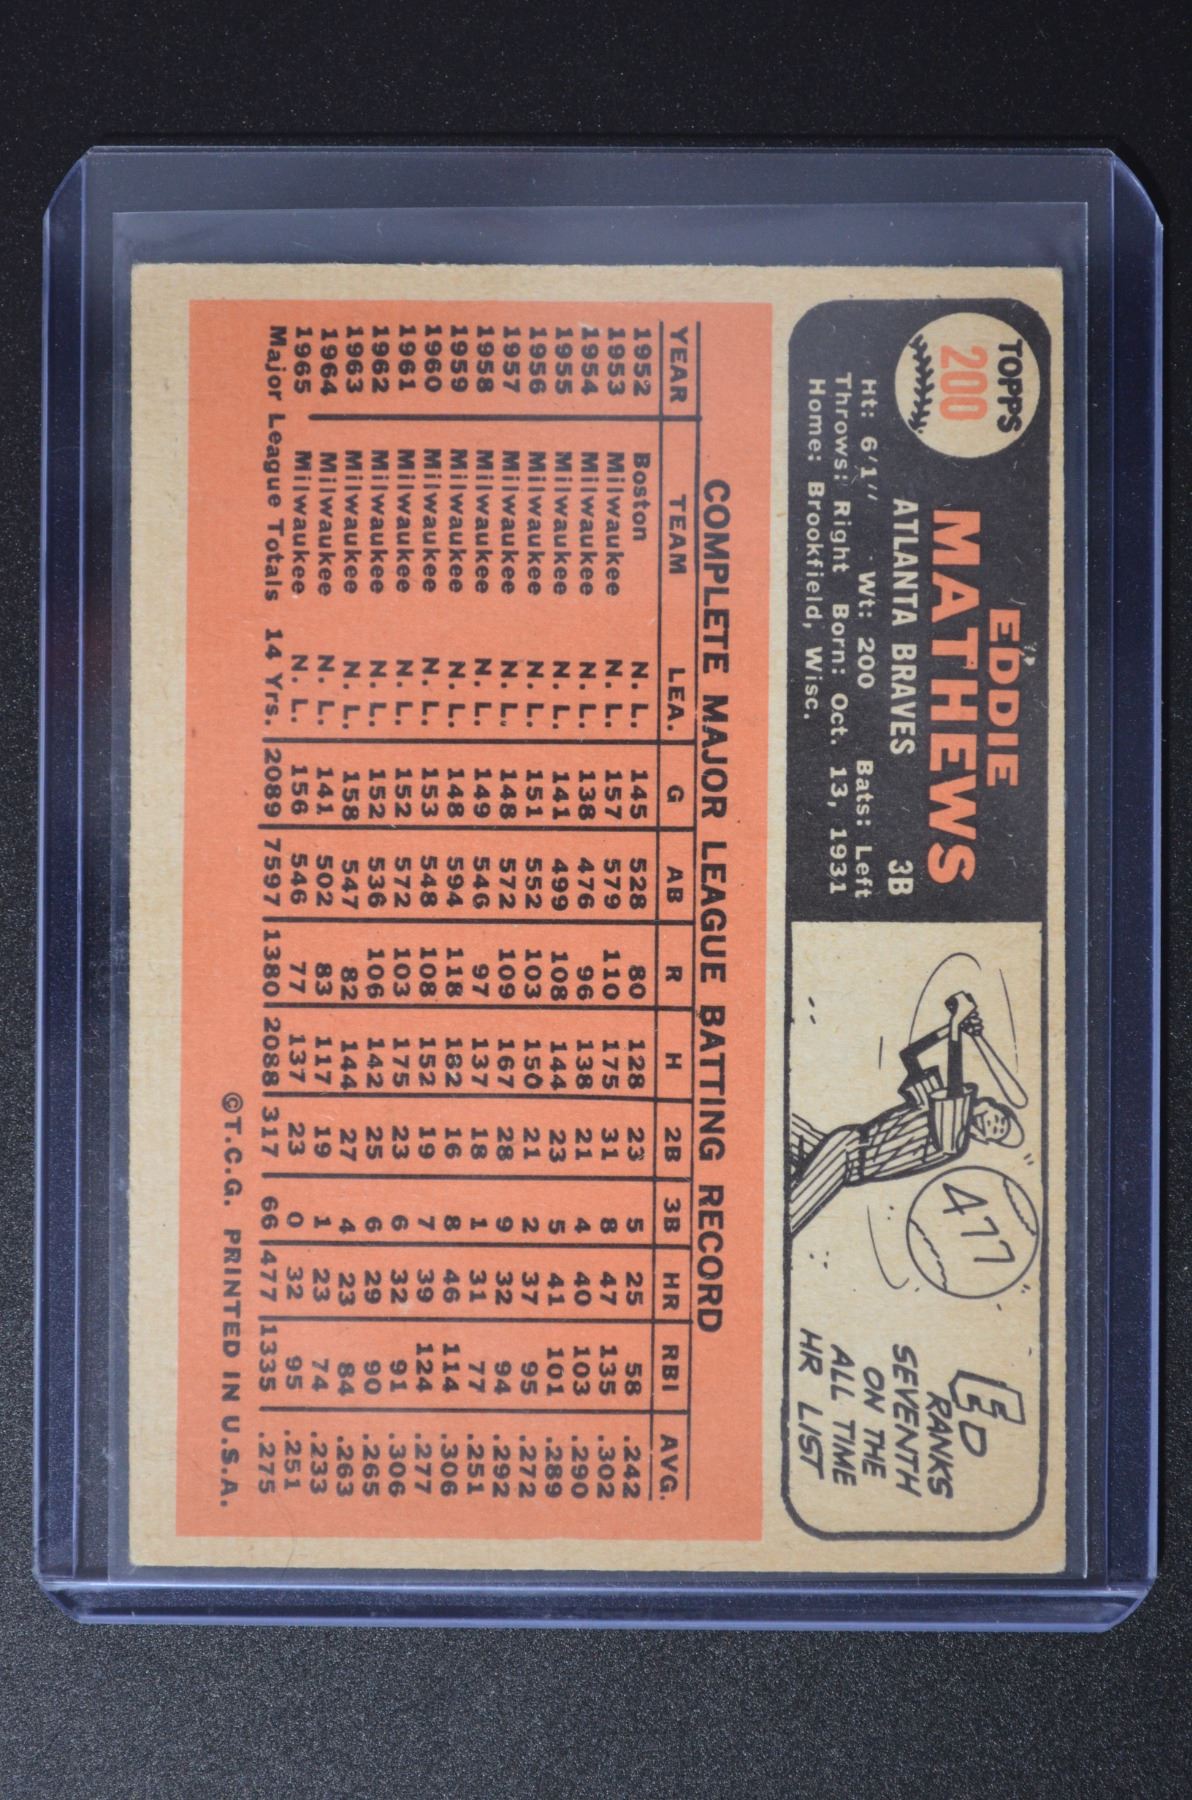 TOPPS
200
EDDIE
MATHEWS
ATLANTA BRAVES 3B
Ht: 6'1" Wt: 200 Bats: Left
Throws: Right Born: Oct. 13, 1931
Home: Brookfield, Wisc.
477
ED
RANKS
SEVENTH
ON THE
ALL TIME
HR LIST
COMPLETE MAJOR LEAGUE BATTING RECORD
YEAR TEAM LEA. G AB R H 2B 3B HR RBI AVG.
1952 Boston N. L. 145 528 80 128 23 5 25 58 .242
1953 Milwaukee N. L. 157 579 110 175 31 8 47 135 .302
1954 Milwaukee N. L. 138 476 96 138 21 4 40 103 .290
1955 Milwaukee N. L. 141 499 108 144 23 5 41 101 .289
1956 Milwaukee N. L. 151 552 103 150 21 2 37 95 .272
1957 Milwaukee N. L. 148 572 109 167 28 9 32 94 .292
1958 Milwaukee N. L. 149 546 97 137 18 1 31 77 .251
1959 Milwaukee N. L. 148 594 118 182 16 8 46 114 .306
1960 Milwaukee N. L. 153 548 108 152 19 7 39 124 .277
1961 Milwaukee N. L. 152 572 103 175 23 6 32 91 .306
1962 Milwaukee N. L. 152 536 106 142 25 6 29 90 .265
1963 Milwaukee N. L. 158 547 82 144 27 4 23 84 .263
1964 Milwaukee N. L. 141 502 83 117 19 1 23 74 .233
1965 Milwaukee N. L. 156 546 77 137 23 0 32 95 .251
Major League Totals 14 Yrs. 2089 7597 1380 2088 317 66 477 1335 .275
©T.C.G. PRINTED IN U.S.A.